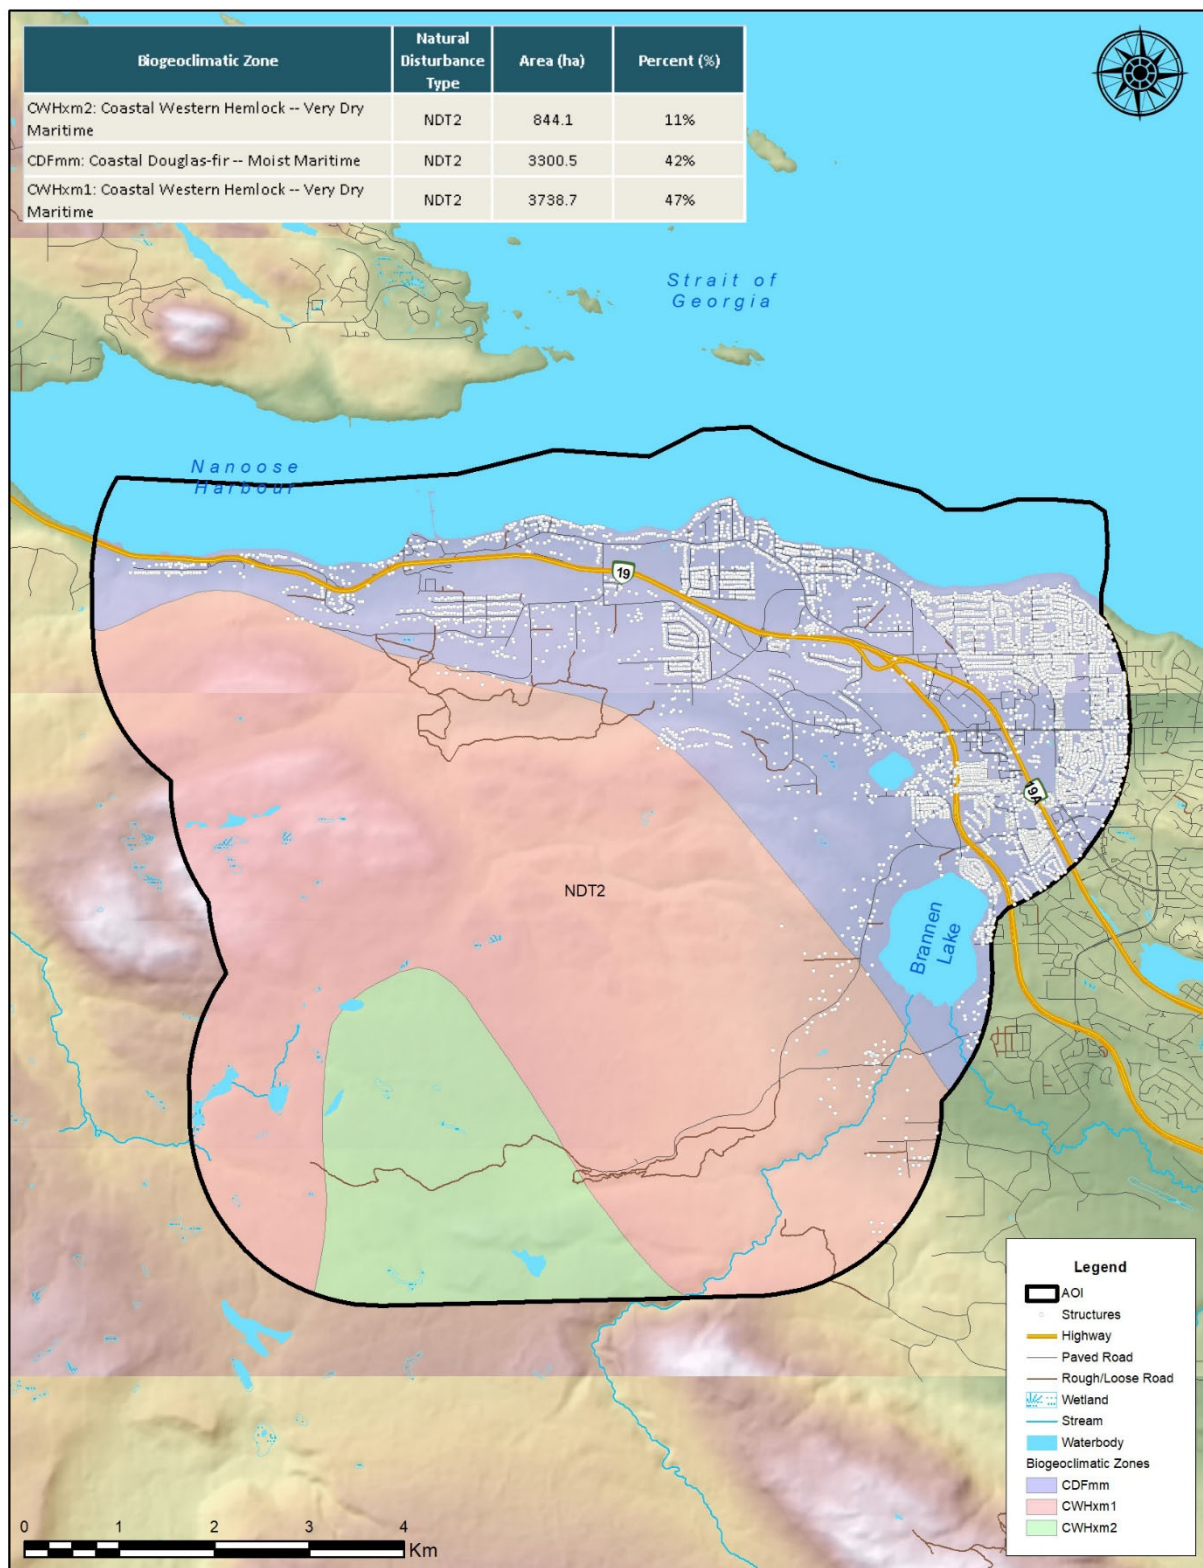 Biogeoclimatic Zone
Natural
Disturbance
Type
Area (ha)
Percent (%)
CWHxm2: Coastal Western Hemlock -- Very Dry
Maritime
NDT2
844.1
11%
CDFmm: Coastal Douglas-fir -- Moist Maritime
NDT2
3300.5
42%
CWHxm1: Coastal Western Hemlock -- Very Dry
Maritime
NDT2
3738.7
47%
Strait of
Georgia
Nanoose
Harbour
19
19A
NDT2
Brannen
Lake
Legend
AOI
Structures
Highway
Paved Road
Rough/Loose Road
Wetland
Stream
Waterbody
Biogeoclimatic Zones
CDFmm
CWHxm1
CWHxm2
0 1 2 3 4
Km